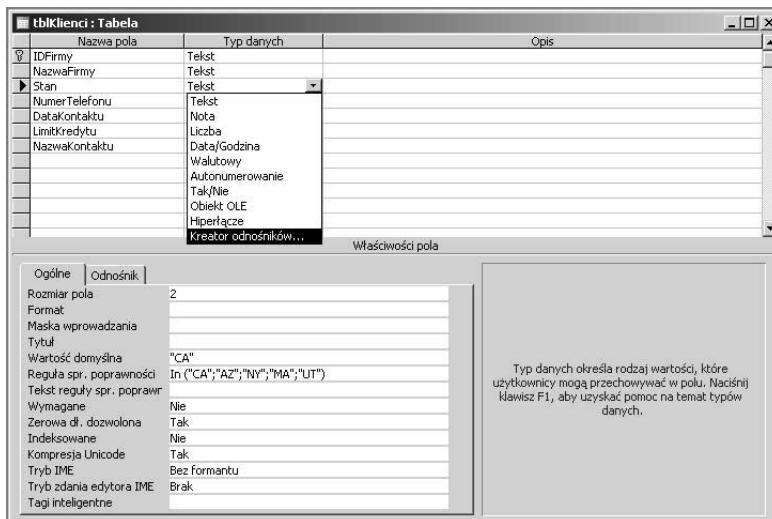 tblKlienci : Tabela
Nazwa pola Typ danych Opis
IDFirmy Tekst
NazwaFirmy Tekst
Stan Tekst
NumerTelefonu Tekst
DataKontaktu Nota
LimitKredytu Liczba
NazwaKontaktu Data/Godzina
Walutowy
Autonumerowanie
Tak/Nie
Obiekt OLE
Hiperłącze
Kreator odnośników...
Właściwości pola
Ogólne Odnośnik
Rozmiar pola 2
Format
Maska wprowadzania
Tytuł
Wartość domyślna "CA"
Reguła spr. poprawności In ("CA";"AZ";"NY";"MA";"UT")
Tekst reguły spr. poprawr
Wymagane Nie
Zerowa dł. dozwolona Tak
Indeksowane Nie
Kompresja Unicode Tak
Tryb IME Bez formantu
Tryb zdania edytora IME Brak
Tagi inteligentne
Typ danych określa rodzaj wartości, które
użytkownicy mogą przechowywać w polu. Naciśnij
klawisz F1, aby uzyskać pomoc na temat typów
danych.